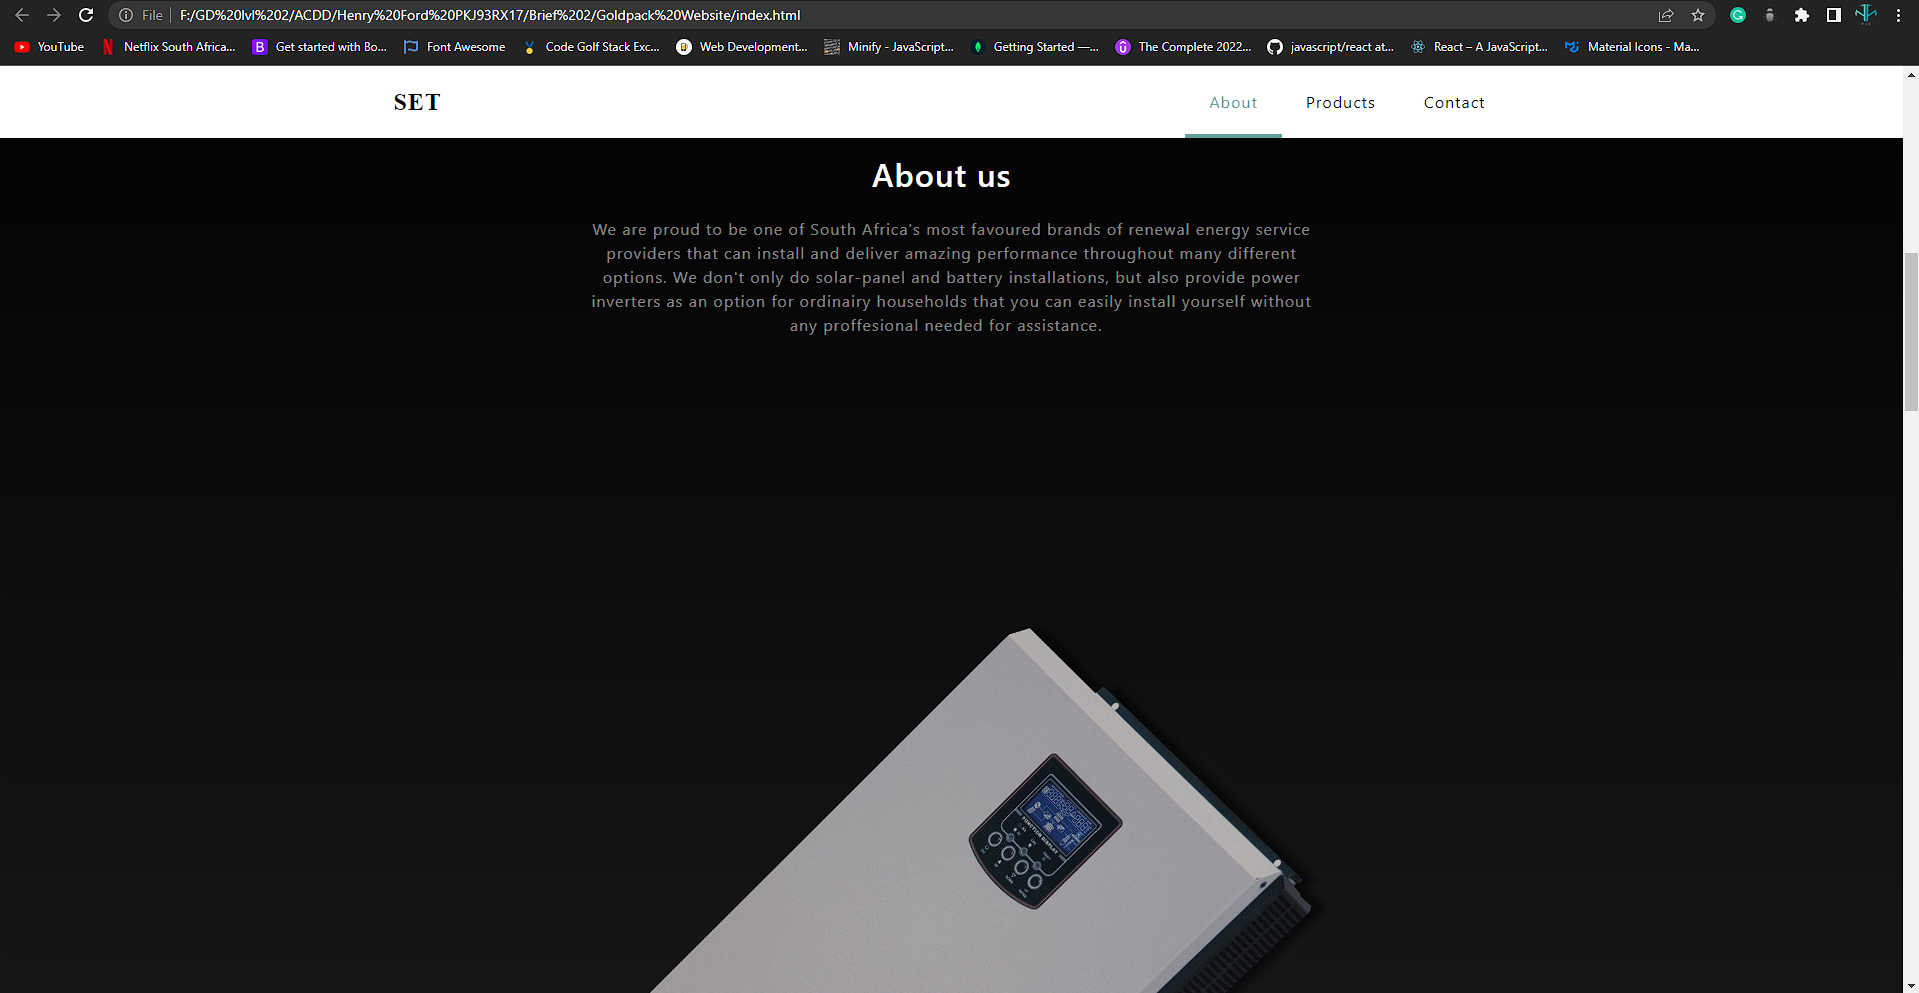 File F:/GD%20lvl%202/ACDD/Henry%20Ford%20PKJ93RX17/Brief%202/Goldpack%20Website/index.html
YouTube Netflix South Africa... Get started with Bo... Font Awesome Code Golf Stack Exc... Web Development... Minify - JavaScript... Getting Started —... The Complete 2022... javascript/react at... React – A JavaScript... Material Icons - Ma...
SET About Products Contact
About us
We are proud to be one of South Africa's most favoured brands of renewal energy service
providers that can install and deliver amazing performance throughout many different
options. We don't only do solar-panel and battery installations, but also provide power
inverters as an option for ordinairy households that you can easily install yourself without
any proffesional needed for assistance.
FUNCTION DISPLAY